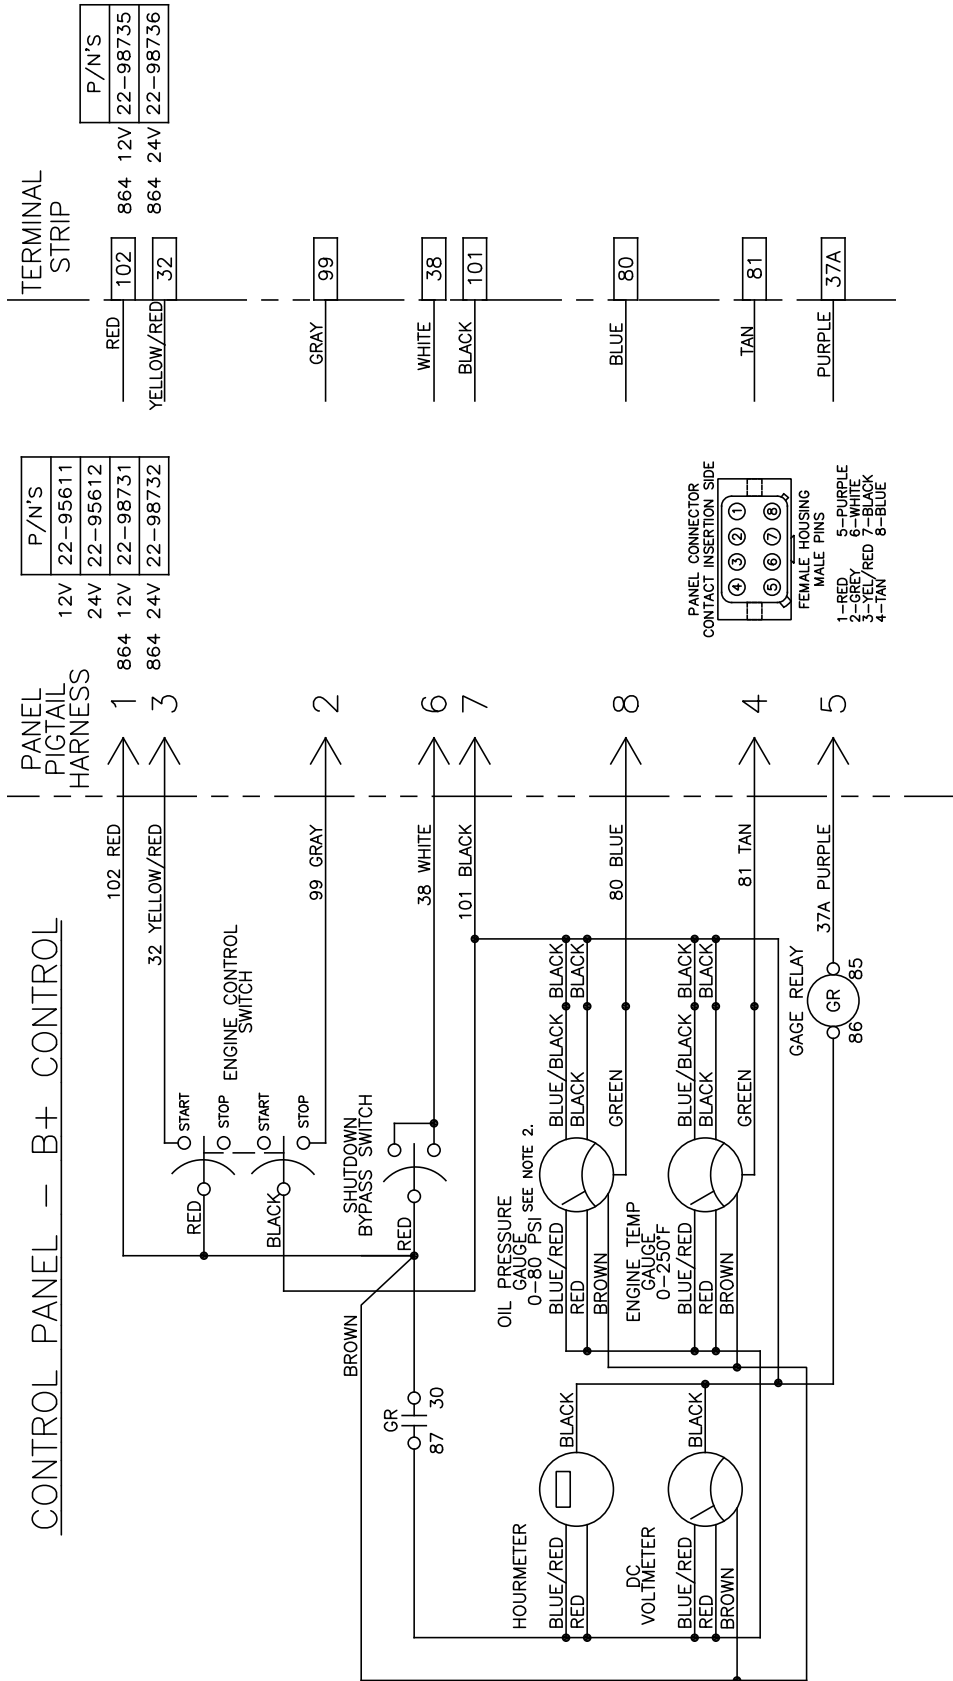 CONTROL PANEL - B+ CONTROL
PANEL
PIGTAIL
HARNESS
TERMINAL
STRIP
P/N'S
12V 22-95611
24V 22-95612
864 12V 22-98731
864 24V 22-98732
P/N'S
864 12V 22-98735
864 24V 22-98736
102 RED
1
RED
102
32 YELLOW/RED
3
YELLOW/RED
32
START
STOP
START
STOP
ENGINE CONTROL
SWITCH
RED
BLACK
99 GRAY
2
GRAY
99
SHUTDOWN
BYPASS SWITCH
RED
38 WHITE
6
WHITE
38
101 BLACK
7
BLACK
101
BROWN
GR
87
30
OIL PRESSURE
GAUGE
0-80 PSI SEE NOTE 2.
BLUE/RED
RED
BROWN
BLUE/BLACK
BLACK
BLACK
BLACK
GREEN
80 BLUE
8
BLUE
80
ENGINE TEMP
GAUGE
0-250°F
BLUE/RED
RED
BROWN
BLUE/BLACK
BLACK
BLACK
BLACK
GREEN
81 TAN
4
TAN
81
HOURMETER
BLUE/RED
RED
BLACK
DC
VOLTMETER
BLUE/RED
RED
BROWN
BLACK
GAGE RELAY
GR
86
85
37A PURPLE
5
PURPLE
37A
PANEL CONNECTOR
CONTACT INSERTION SIDE
4 3 2 1
5 6 7 8
FEMALE HOUSING
MALE PINS
1-RED 5-PURPLE
2-GREY 6-WHITE
3-YEL/RED 7-BLACK
4-TAN 8-BLUE